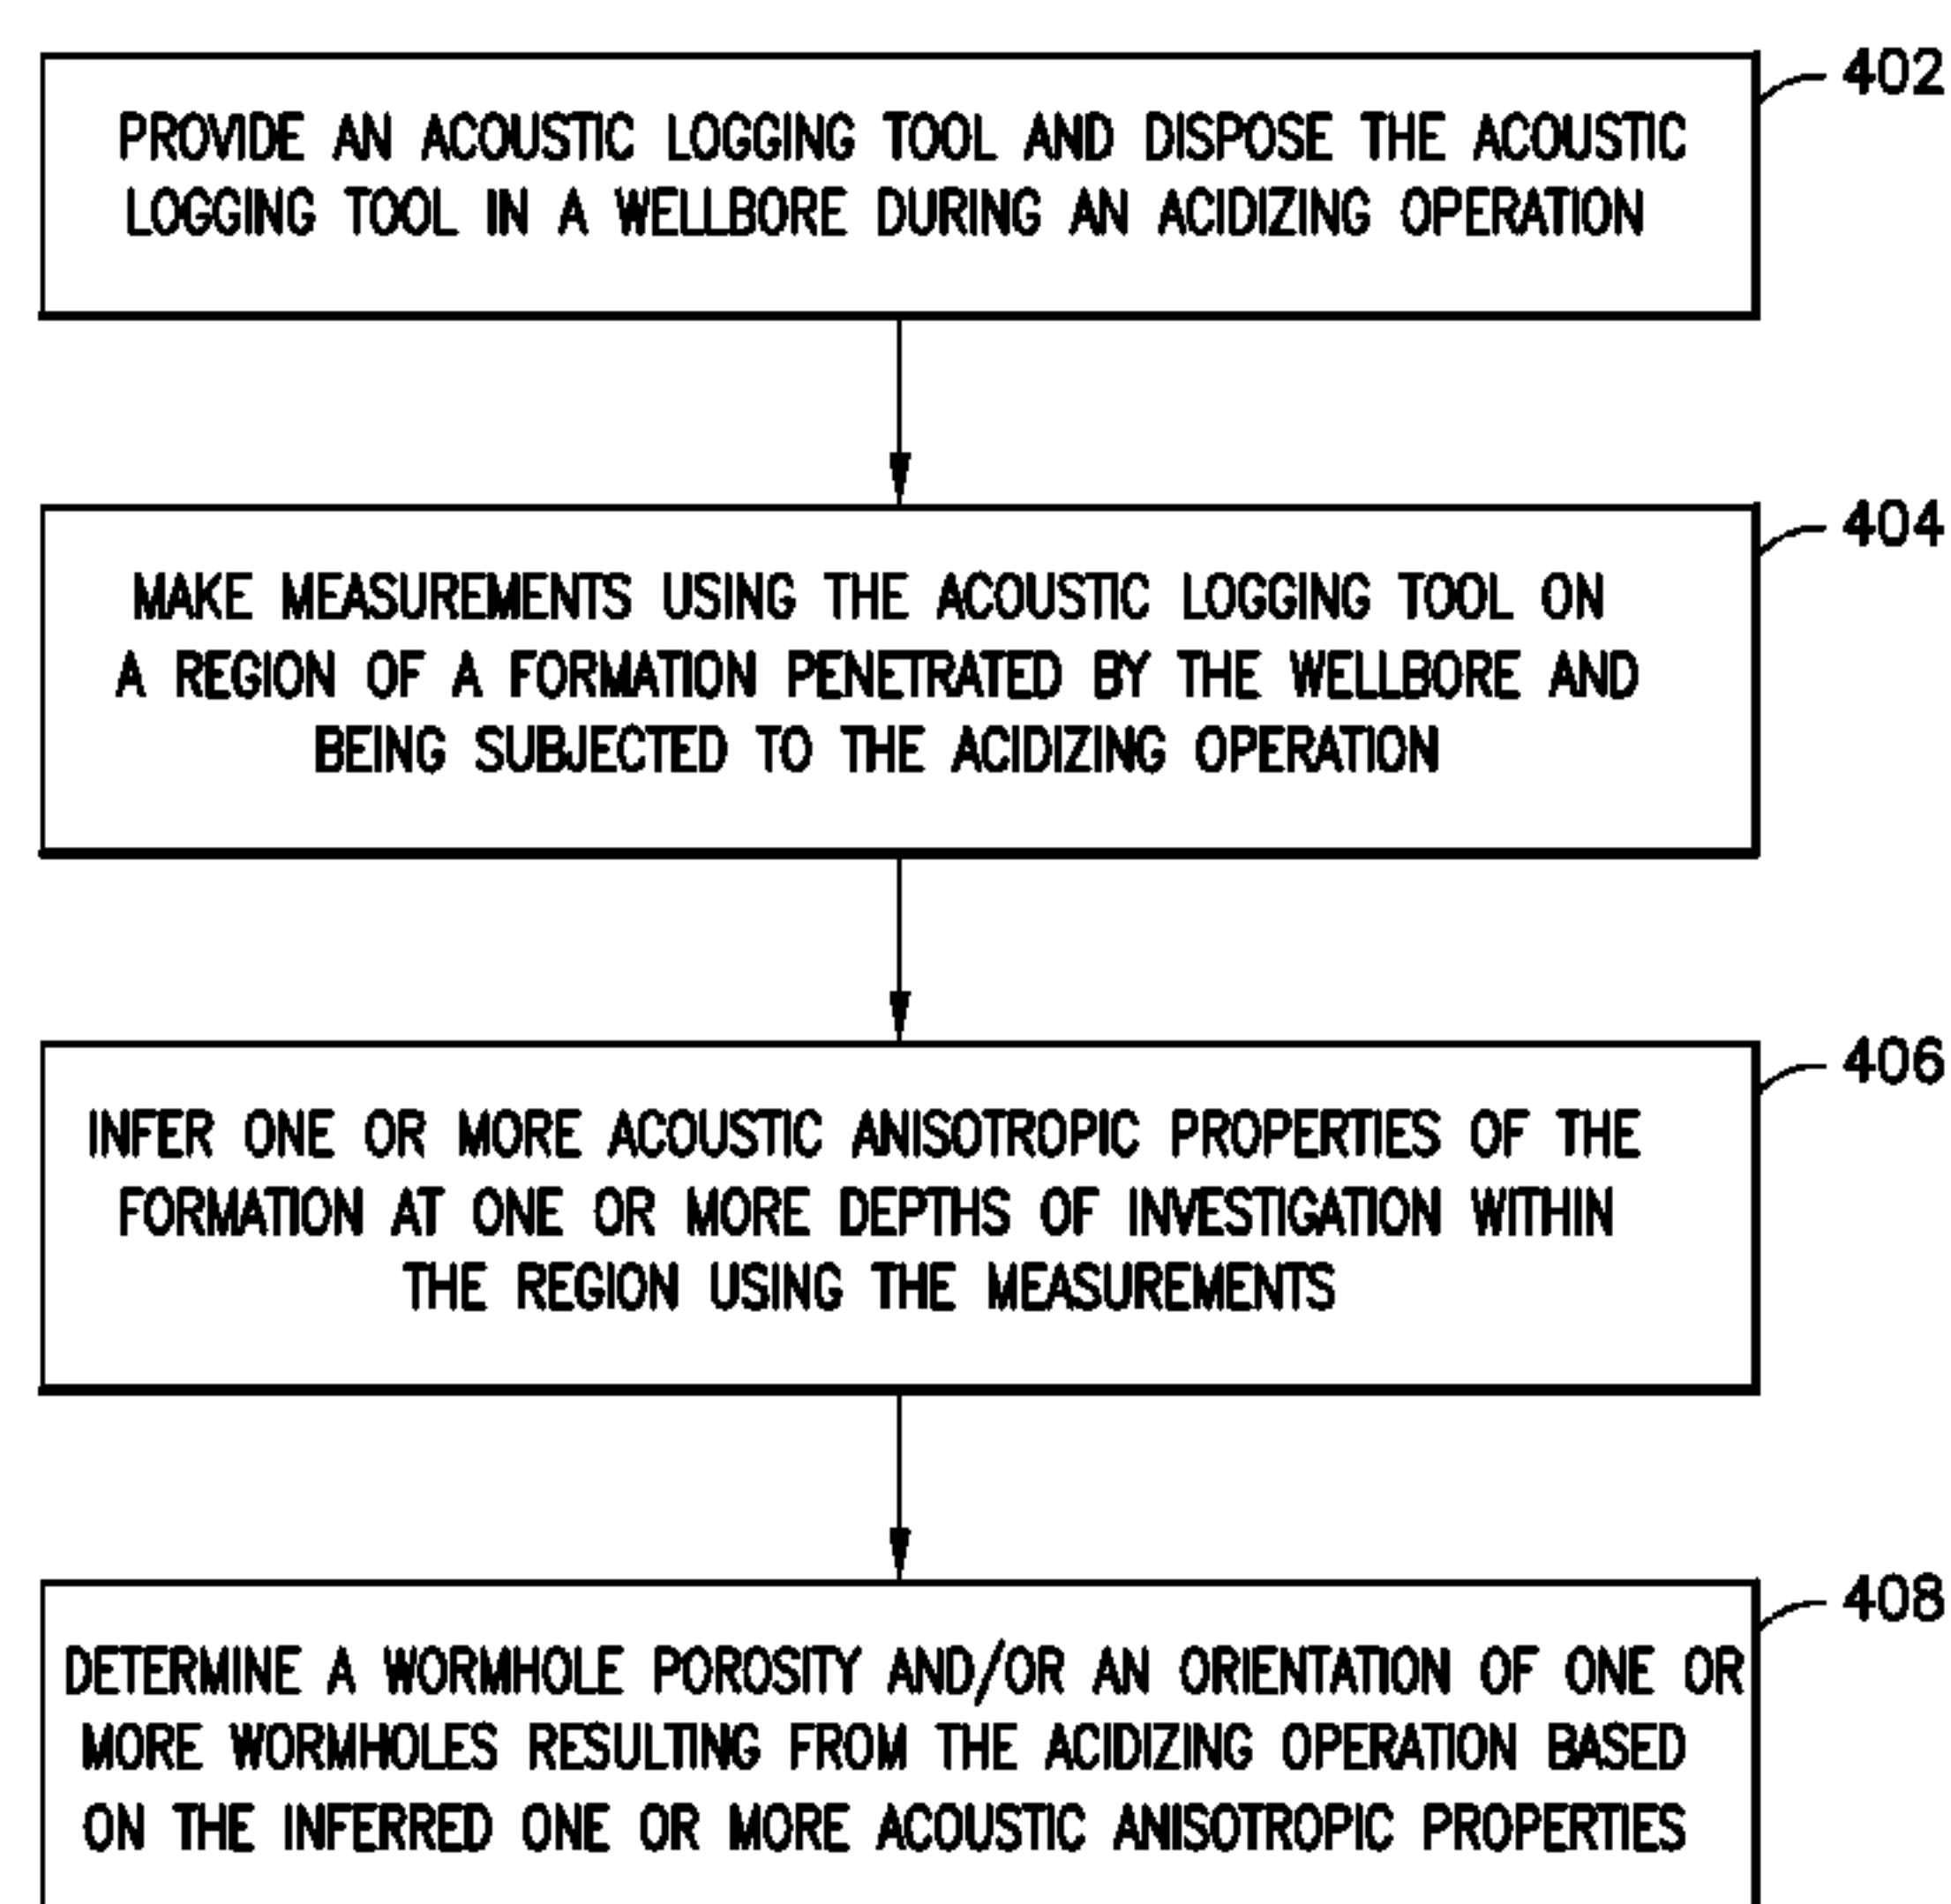 402
PROVIDE AN ACOUSTIC LOGGING TOOL AND DISPOSE THE ACOUSTIC
LOGGING TOOL IN A WELLBORE DURING AN ACIDIZING OPERATION
404
MAKE MEASUREMENTS USING THE ACOUSTIC LOGGING TOOL ON
A REGION OF A FORMATION PENETRATED BY THE WELLBORE AND
BEING SUBJECTED TO THE ACIDIZING OPERATION
406
INFER ONE OR MORE ACOUSTIC ANISOTROPIC PROPERTIES OF THE
FORMATION AT ONE OR MORE DEPTHS OF INVESTIGATION WITHIN
THE REGION USING THE MEASUREMENTS
408
DETERMINE A WORMHOLE POROSITY AND/OR AN ORIENTATION OF ONE OR
MORE WORMHOLES RESULTING FROM THE ACIDIZING OPERATION BASED
ON THE INFERRED ONE OR MORE ACOUSTIC ANISOTROPIC PROPERTIES